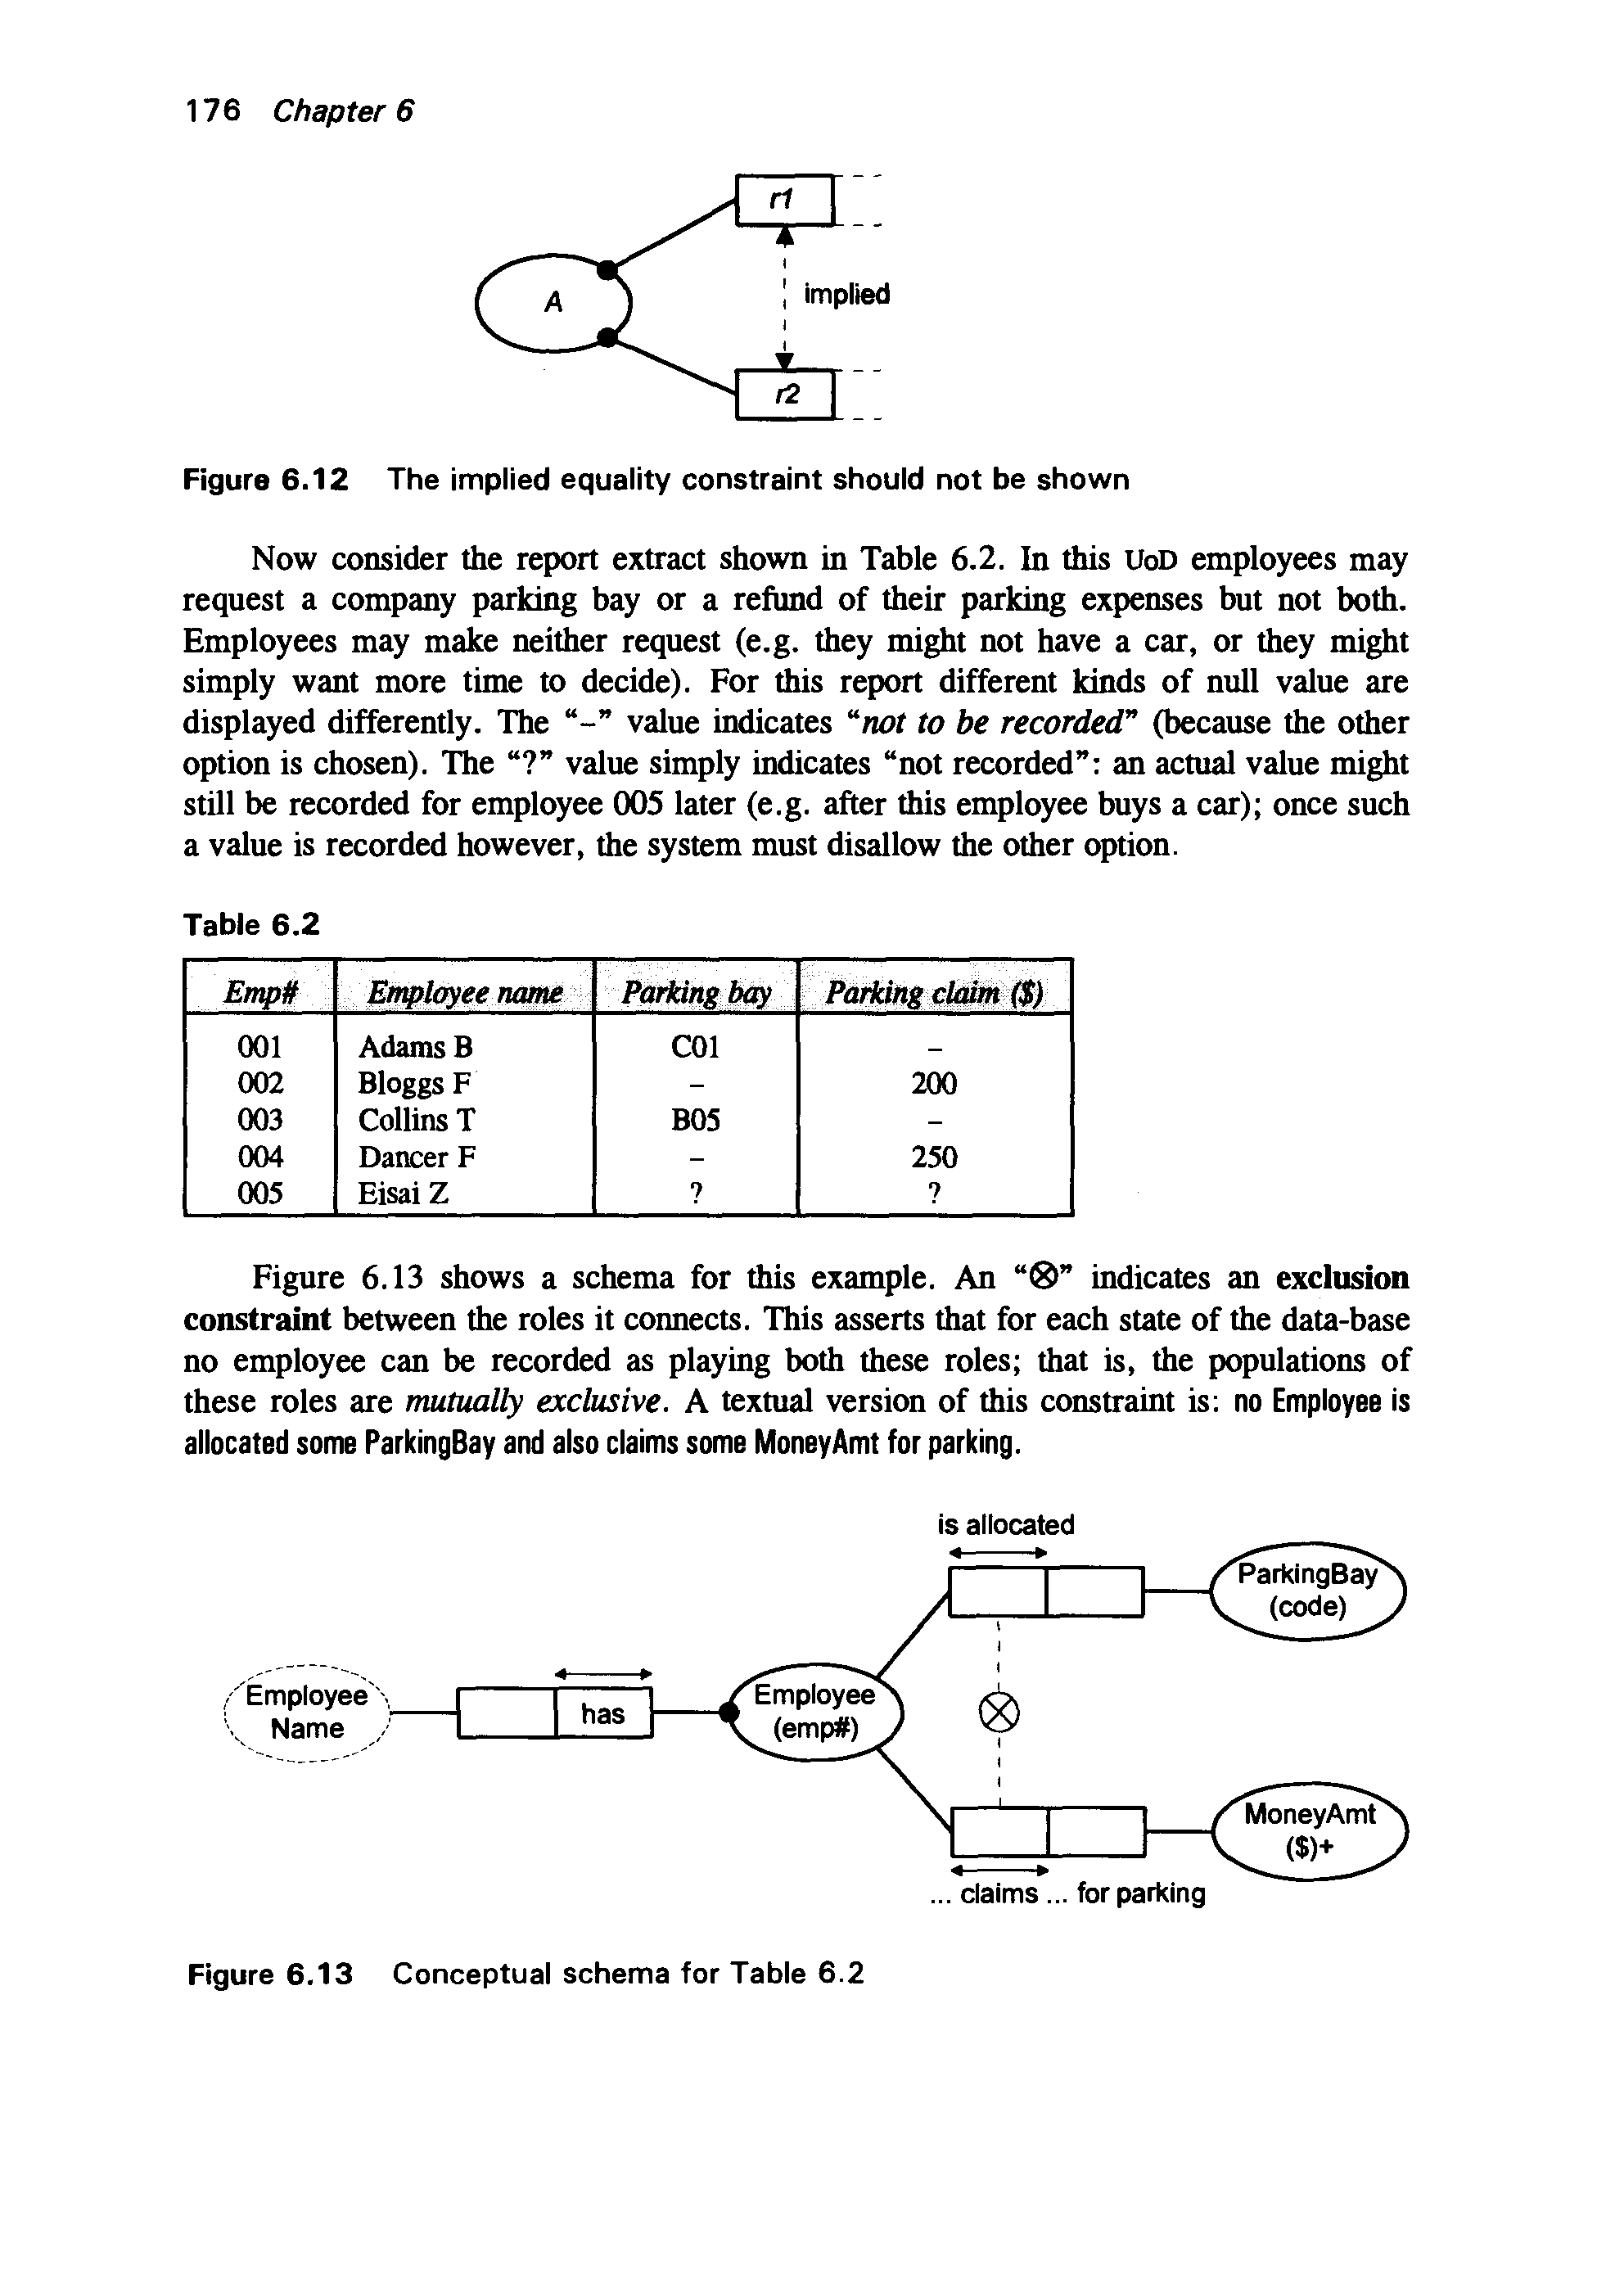 176 Chapter 6
r1
A
implied
r2
Figure 6.12 The implied equality constraint should not be shown
Now consider the report extract shown in Table 6.2. In this UoD employees may
request a company parking bay or a refund of their parking expenses but not both.
Employees may make neither request (e.g. they might not have a car, or they might
simply want more time to decide). For this report different kinds of null value are
displayed differently. The “–” value indicates “not to be recorded” (because the other
option is chosen). The “?” value simply indicates “not recorded”: an actual value might
still be recorded for employee 005 later (e.g. after this employee buys a car); once such
a value is recorded however, the system must disallow the other option.
Table 6.2
Emp# Employee name Parking bay Parking claim ($)
001 Adams B C01 –
002 Bloggs F – 200
003 Collins T B05 –
004 Dancer F – 250
005 Eisai Z ? ?
Figure 6.13 shows a schema for this example. An “⊗” indicates an exclusion
constraint between the roles it connects. This asserts that for each state of the data-base
no employee can be recorded as playing both these roles; that is, the populations of
these roles are mutually exclusive. A textual version of this constraint is: no Employee is
allocated some ParkingBay and also claims some MoneyAmt for parking.
is allocated
ParkingBay
(code)
Employee
Name
has
Employee
(emp#)
MoneyAmt
($)+
... claims ... for parking
Figure 6.13 Conceptual schema for Table 6.2